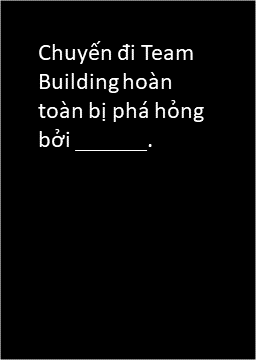 Chuyến đi Team
Building hoàn
toàn bị phá hỏng
bởi ______.